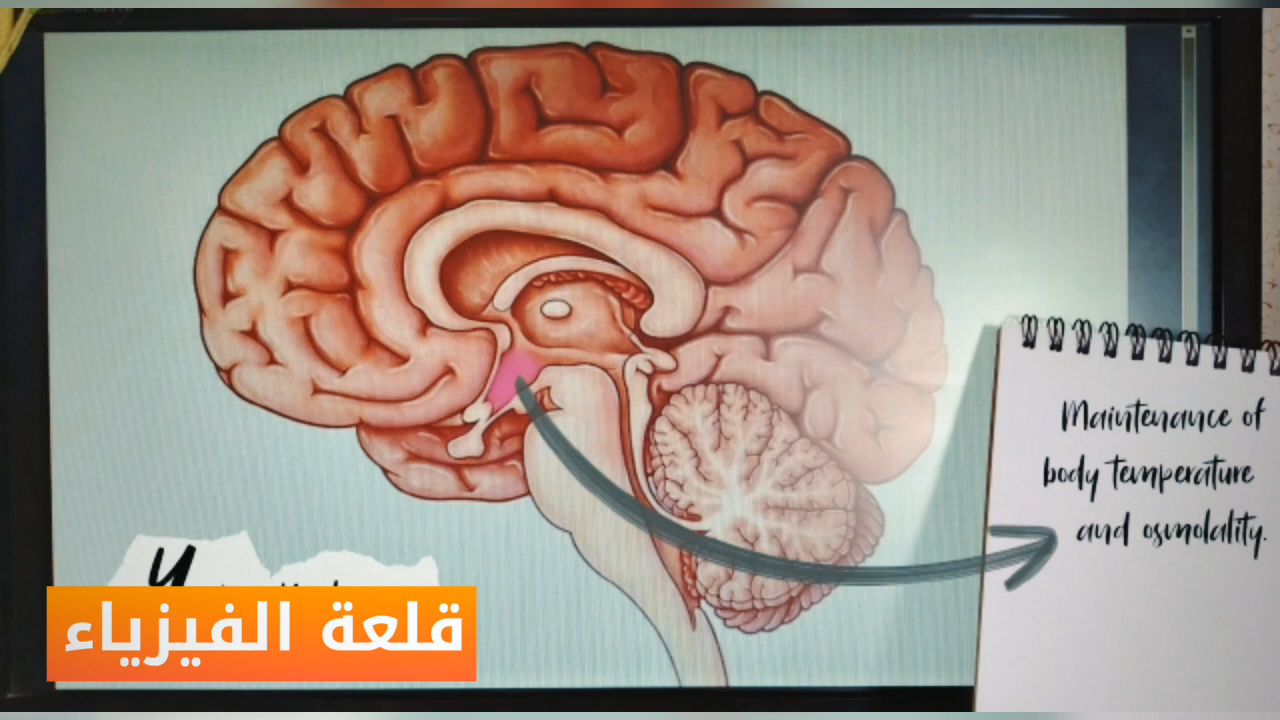 Maintenance of
body temperature
and osmolality.
قلعة الفيزياء